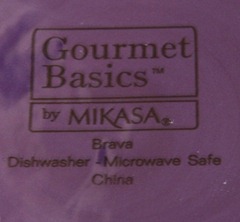 Gourmet
Basics™
by MIKASA®
Brava
Dishwasher - Microwave Safe
China